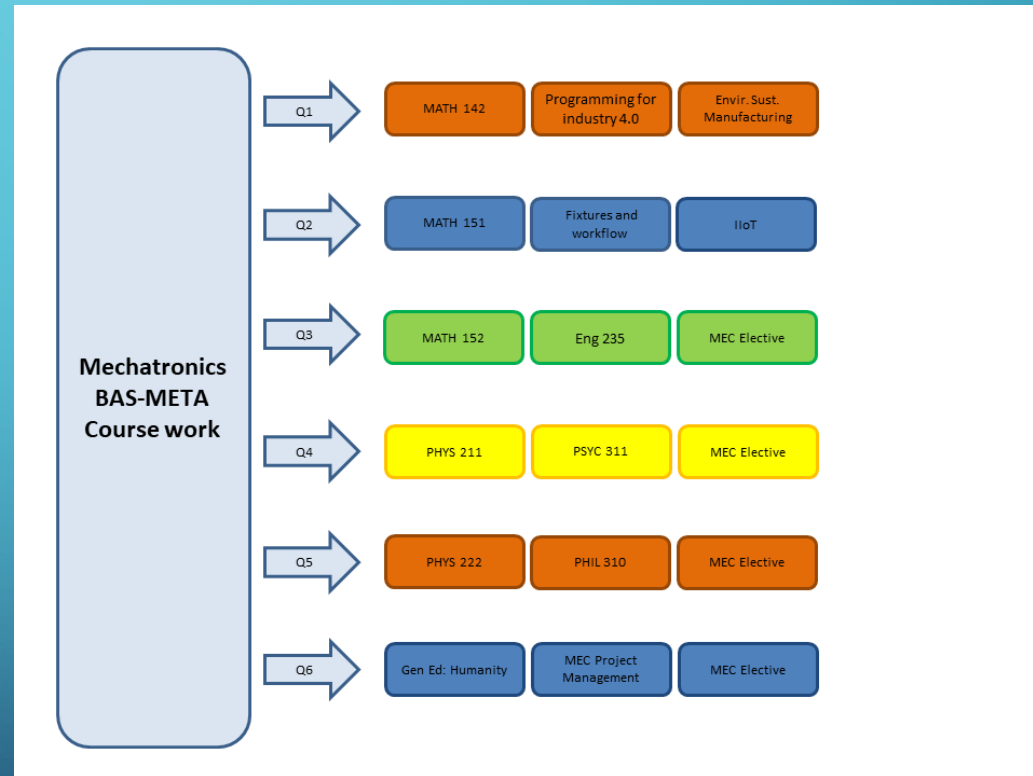 Mechatronics
BAS-META
Course work
Q1
MATH 142
Programming for
industry 4.0
Envir. Sust.
Manufacturing
Q2
MATH 151
Fixtures and
workflow
IIoT
Q3
MATH 152
Eng 235
MEC Elective
Q4
PHYS 211
PSYC 311
MEC Elective
Q5
PHYS 222
PHIL 310
MEC Elective
Q6
Gen Ed: Humanity
MEC Project
Management
MEC Elective